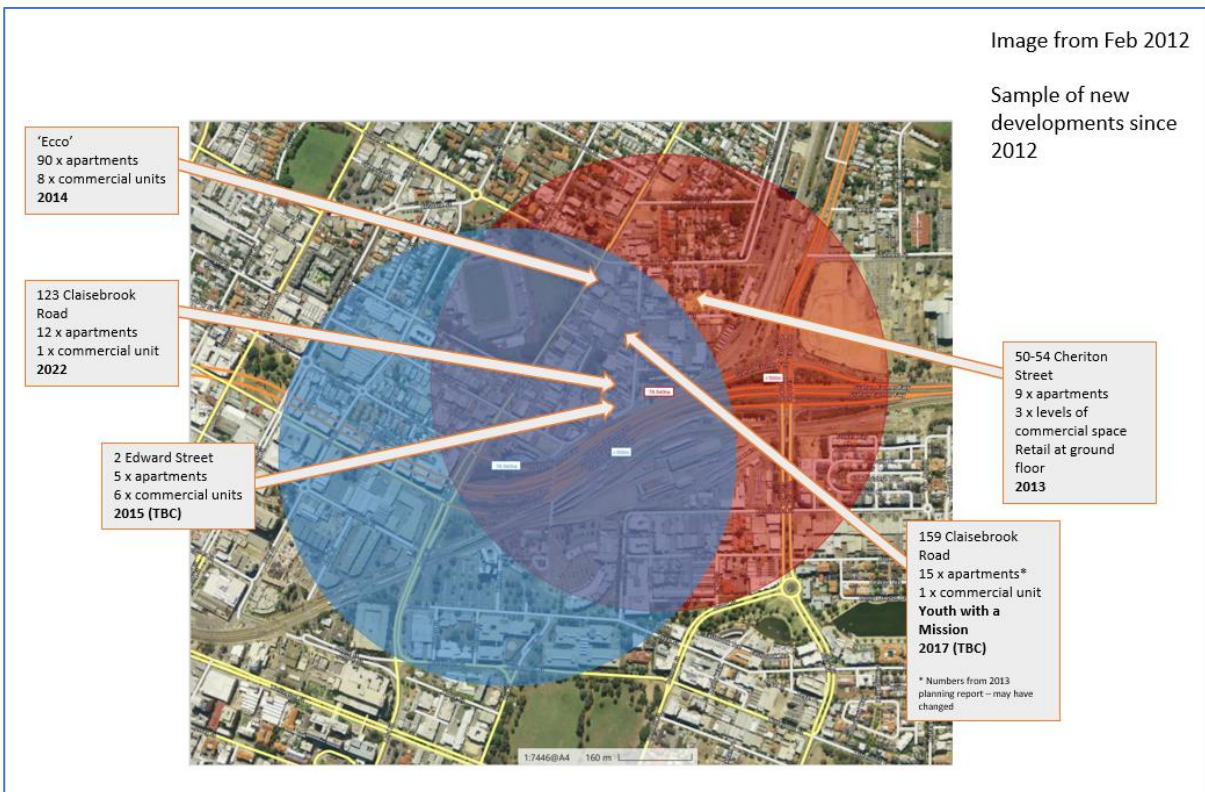 Image from Feb 2012
Sample of new
developments since
2012
‘Ecco’
90 x apartments
8 x commercial units
2014
123 Claisebrook
Road
12 x apartments
1 x commercial unit
2022
2 Edward Street
5 x apartments
6 x commercial units
2015 (TBC)
50-54 Cheriton
Street
9 x apartments
3 x levels of
commercial space
Retail at ground
floor
2013
159 Claisebrook
Road
15 x apartments*
1 x commercial unit
Youth with a
Mission
2017 (TBC)
* Numbers from 2013
planning report – may have
changed
1:7446@A4 160 m